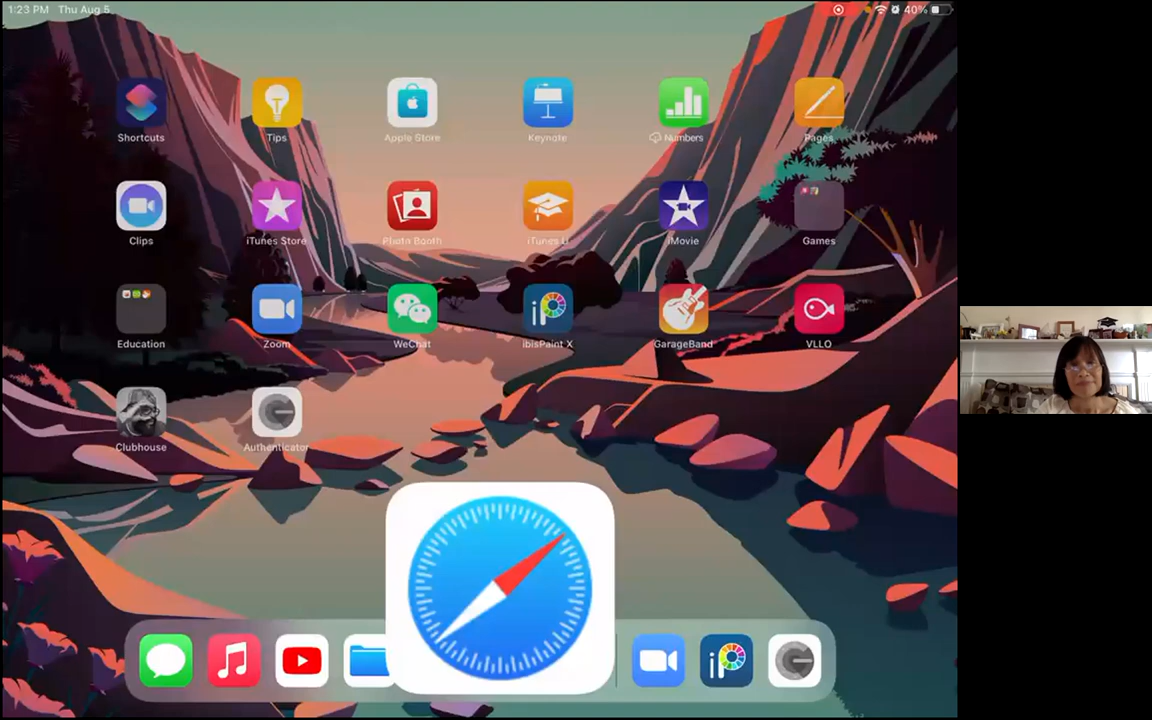 1:23 PM Thu Aug 5 40%
Shortcuts Tips Apple Store Keynote Numbers Pages
Clips iTunes Store Photo Booth iTunes U iMovie Games
Education Zoom WeChat ibisPaint X GarageBand VLLO
Clubhouse Authenticator